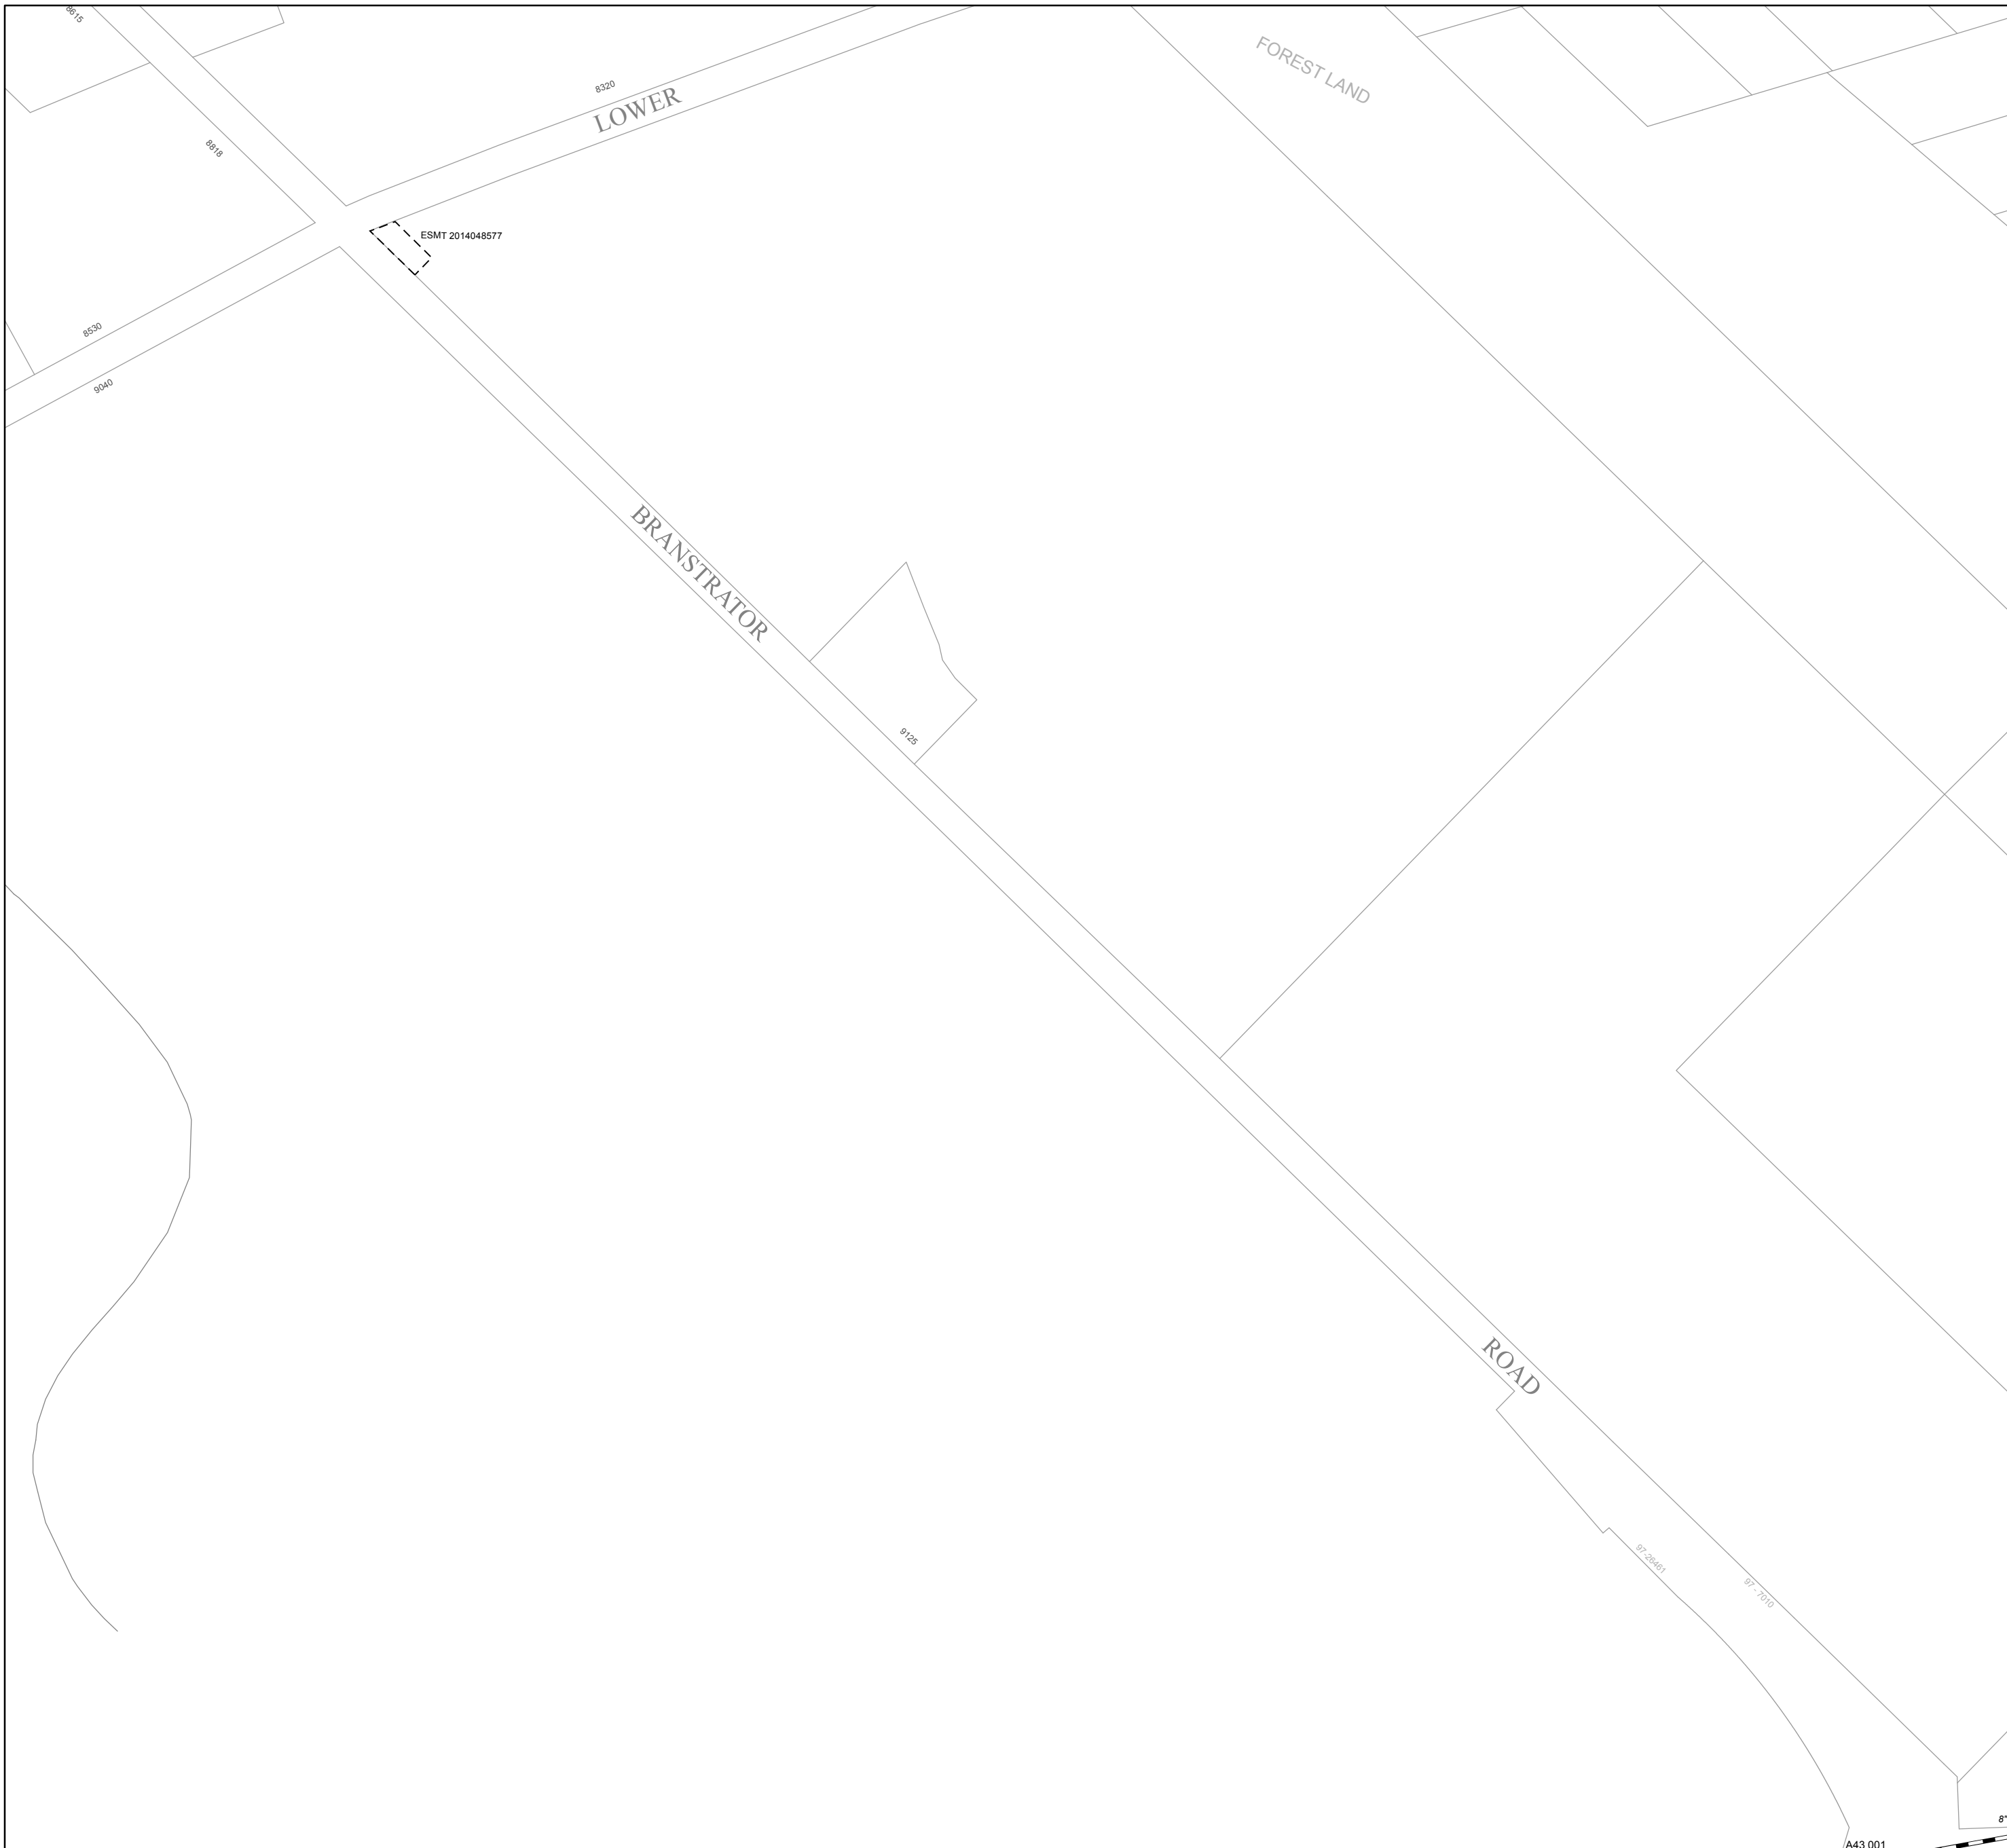 8615
FOREST LAND
8320
LOWER
8818
ESMT 2014048577
8530
9040
BRANSTRATOR
9125
ROAD
97-26461
97 - 7010
8"
A43 001